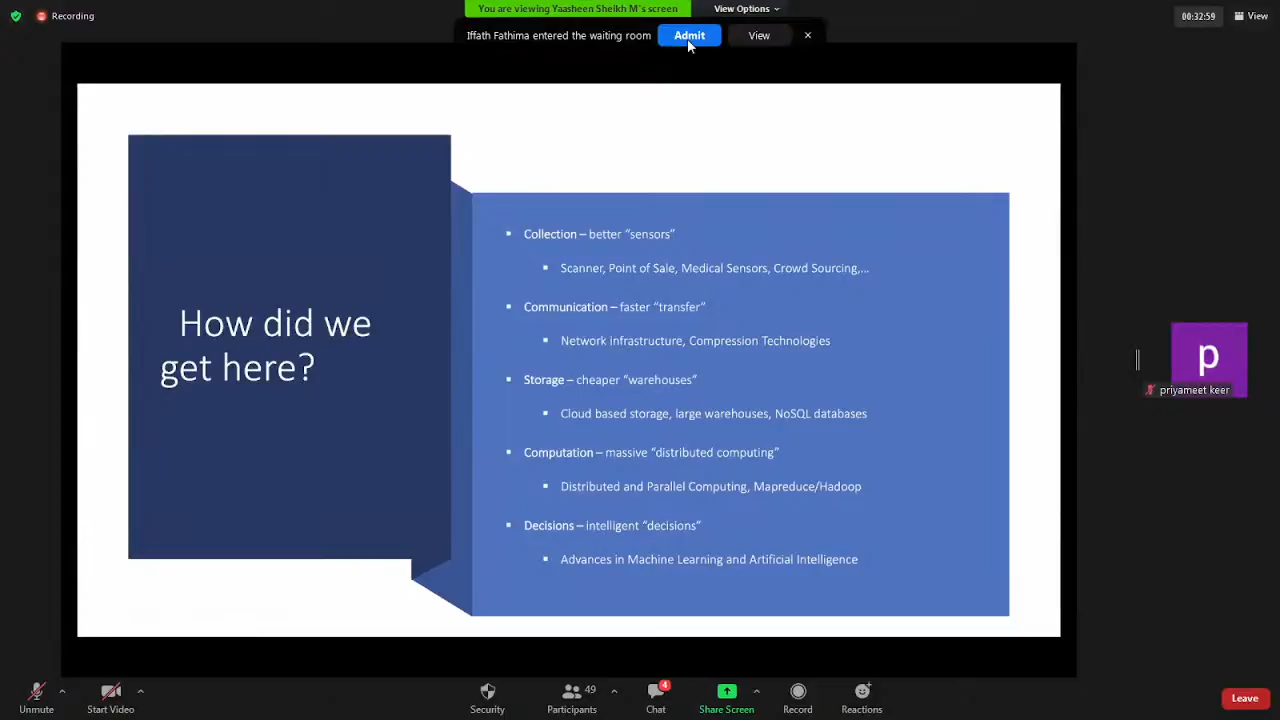 Recording
You are viewing Yaasheen Sheikh M's screen
View Options
00:32:59
View
Iffath Fathima entered the waiting room
Admit
View
How did we
get here?
Collection – better “sensors”
Scanner, Point of Sale, Medical Sensors, Crowd Sourcing,...
Communication – faster “transfer”
Network infrastructure, Compression Technologies
Storage – cheaper “warehouses”
Cloud based storage, large warehouses, NoSQL databases
Computation – massive “distributed computing”
Distributed and Parallel Computing, Mapreduce/Hadoop
Decisions – intelligent “decisions”
Advances in Machine Learning and Artificial Intelligence
p
priyameet keer
Unmute
Start Video
Security
Participants
49
Chat
4
Share Screen
Record
Reactions
Leave